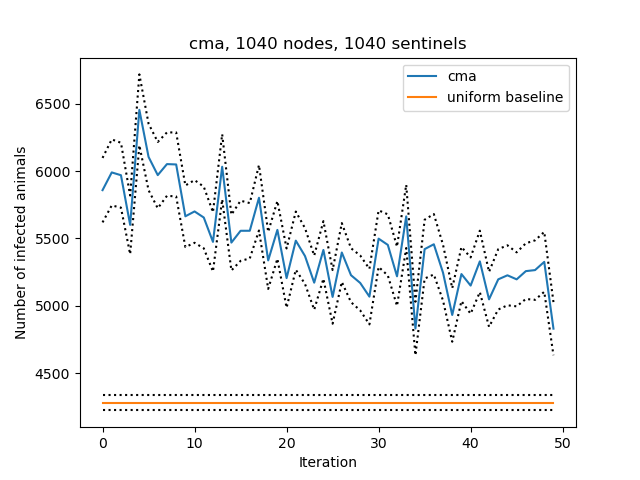 cma, 1040 nodes, 1040 sentinels
cma
uniform baseline
Number of infected animals
6500
6000
5500
5000
4500
0 10 20 30 40 50
Iteration